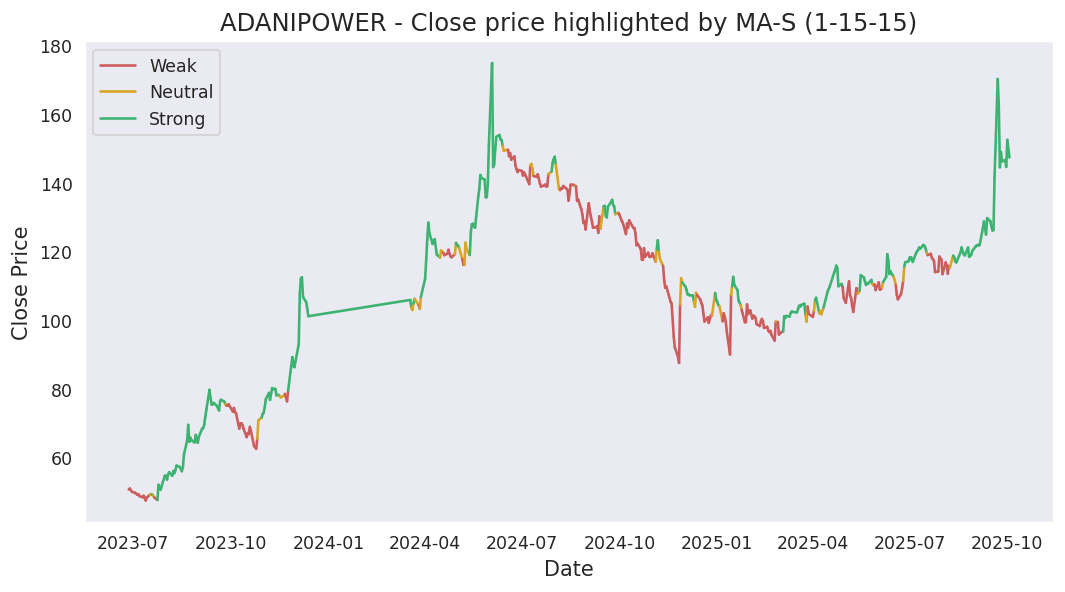 ADANIPOWER - Close price highlighted by MA-S (1-15-15)
Weak
Neutral
Strong
Close Price
180
160
140
120
100
80
60
2023-07 2023-10 2024-01 2024-04 2024-07 2024-10 2025-01 2025-04 2025-07 2025-10
Date